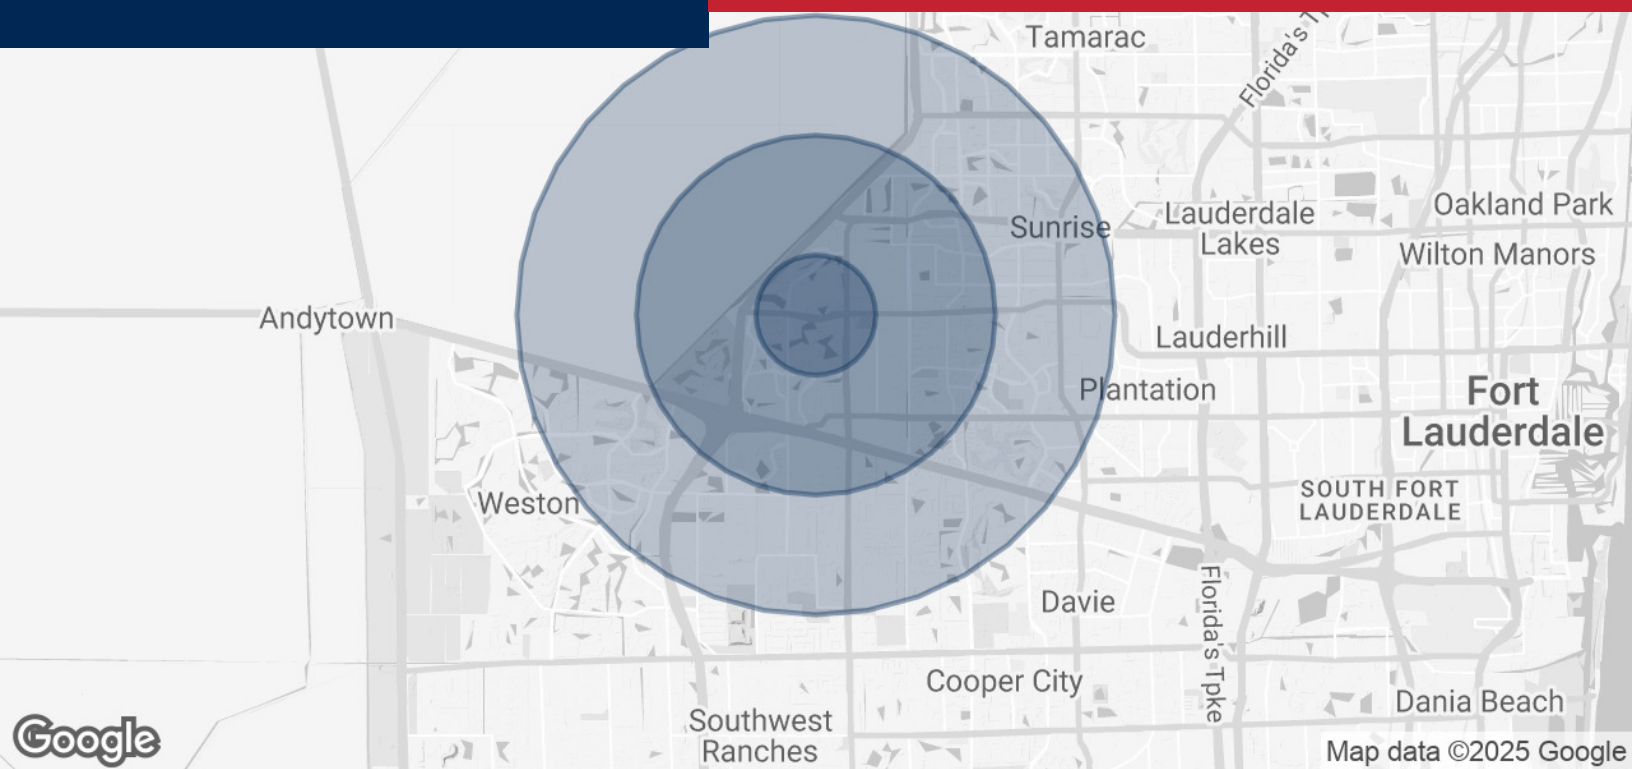 Tamarac
Florida's T
Sunrise
Lauderdale
Lakes
Oakland Park
Wilton Manors
Andytown
Lauderhill
Plantation
Fort
Lauderdale
Weston
SOUTH FORT
LAUDERDALE
Davie
Florida's Tpke
Cooper City
Dania Beach
Southwest
Ranches
Google
Map data ©2025 Google